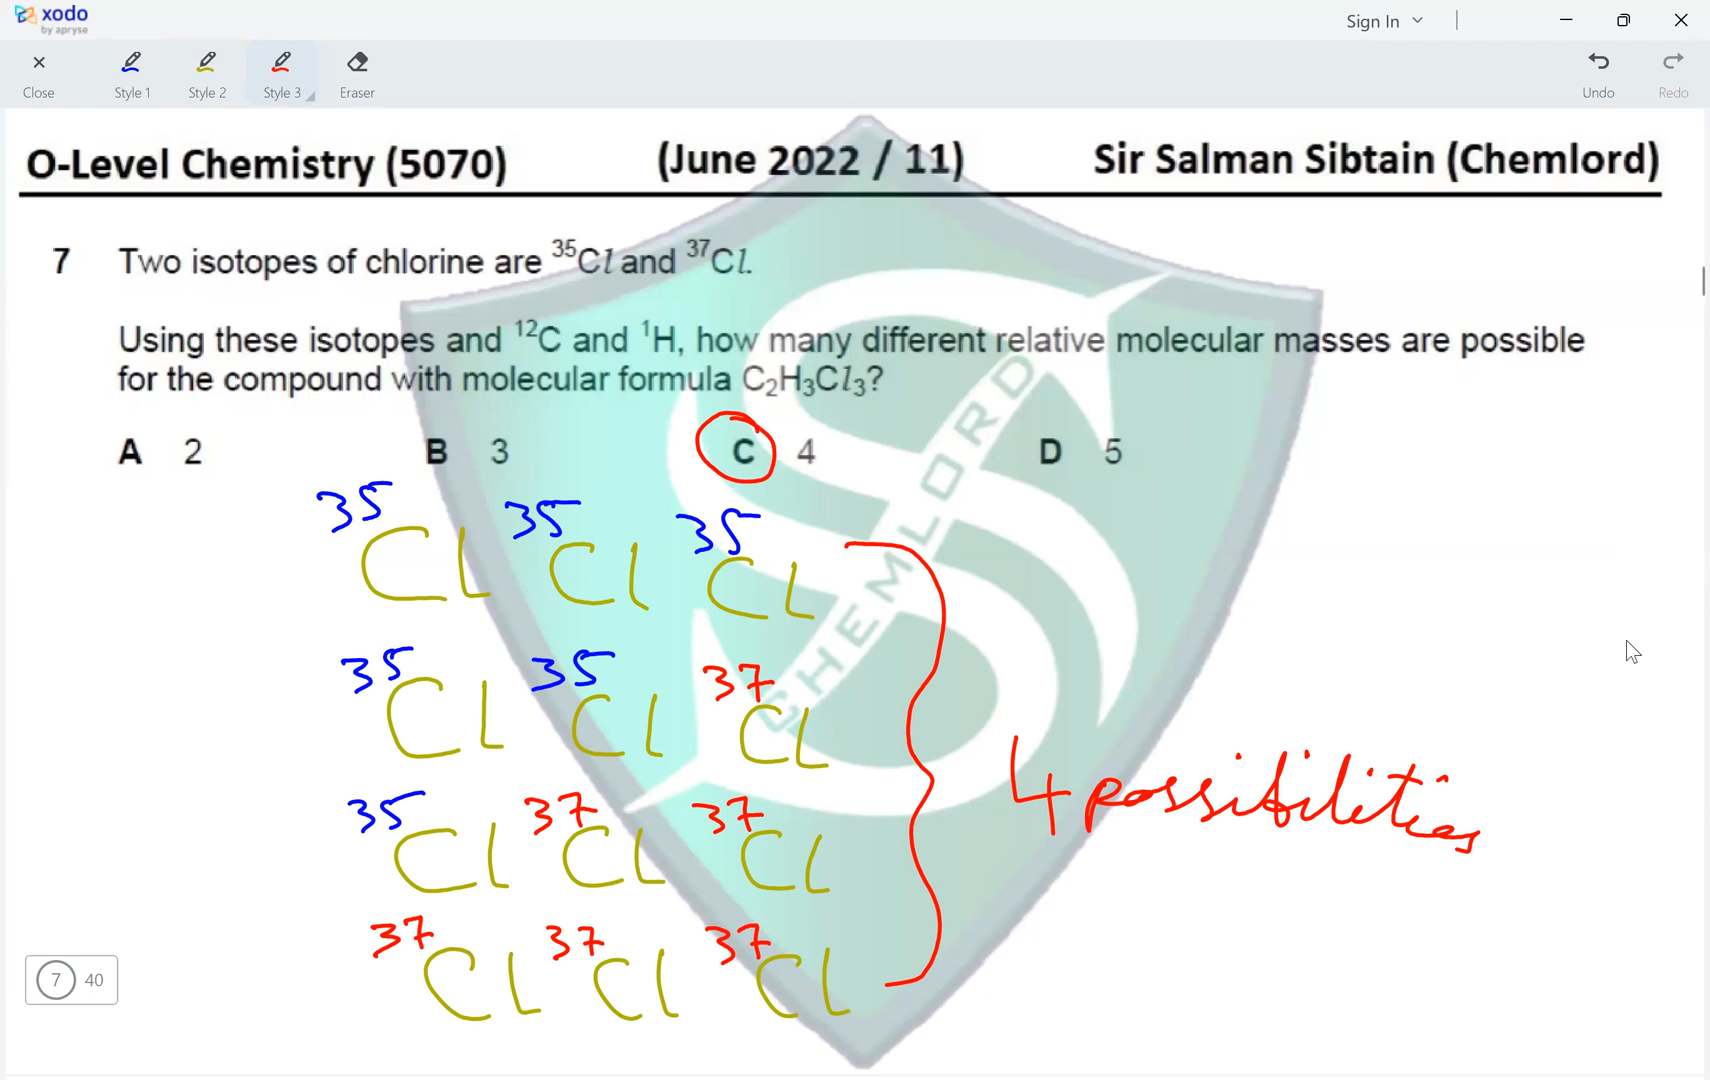 xodo
by apryse
Sign In
Close Style 1 Style 2 Style 3 Eraser Undo Redo
O-Level Chemistry (5070) (June 2022 / 11) Sir Salman Sibtain (Chemlord)
7 Two isotopes of chlorine are ³⁵Cl and ³⁷Cl.
Using these isotopes and ¹²C and ¹H, how many different relative molecular masses are possible
for the compound with molecular formula C₂H₃Cl₃?
A 2 B 3 C 4 D 5
³⁵Cl ³⁵Cl ³⁵Cl
³⁵Cl ³⁵Cl ³⁷Cl
³⁵Cl ³⁷Cl ³⁷Cl
³⁷Cl ³⁷Cl ³⁷Cl
4 possibilities
CHEMLORD
7 40